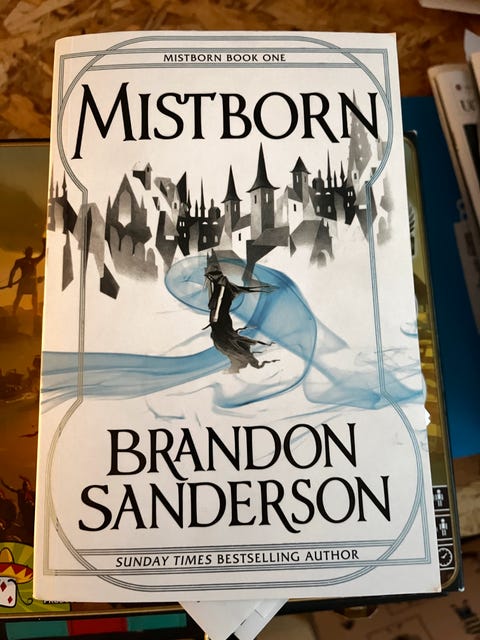 MISTBORN BOOK ONE
MISTBORN
BRANDON
SANDERSON
SUNDAY TIMES BESTSELLING AUTHOR